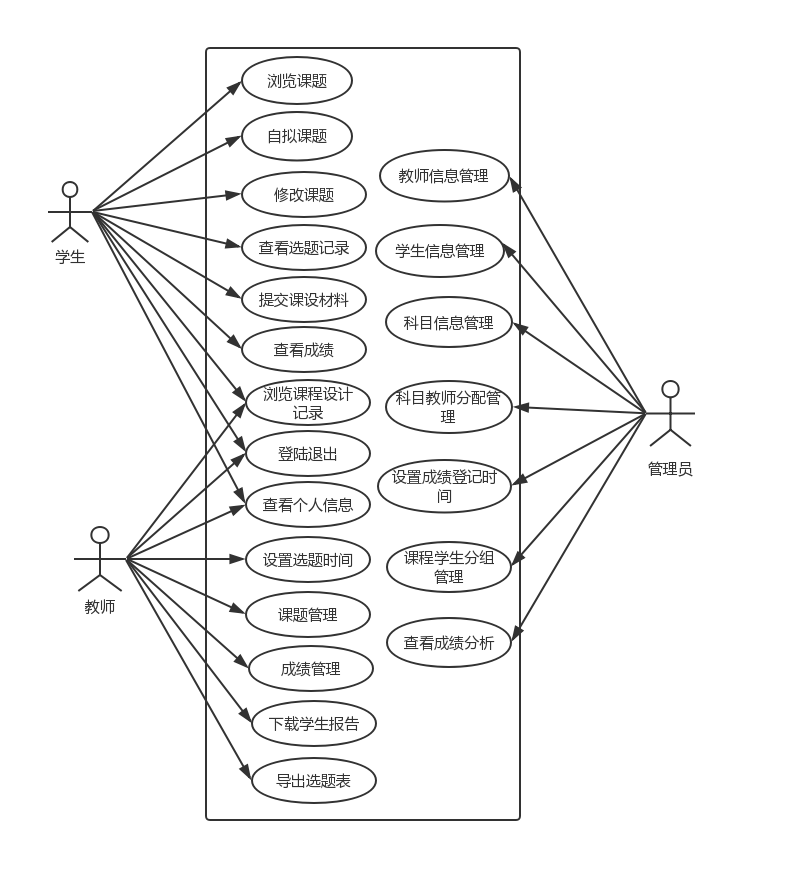 浏览课题
自拟课题
修改课题
查看选题记录
提交课设材料
查看成绩
浏览课程设计
记录
登陆退出
查看个人信息
设置选题时间
课题管理
成绩管理
下载学生报告
导出选题表
教师信息管理
学生信息管理
科目信息管理
科目教师分配管
理
设置成绩登记时
间
课程学生分组
管理
查看成绩分析
学生
教师
管理员